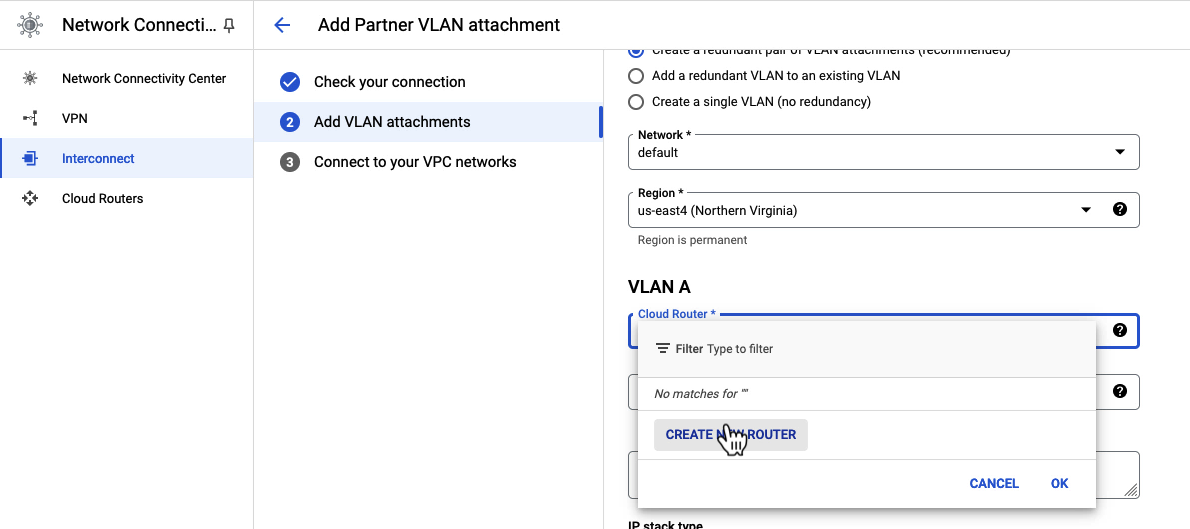 Network Connecti...
Add Partner VLAN attachment
Network Connectivity Center
VPN
Interconnect
Cloud Routers
Check your connection
2 Add VLAN attachments
3 Connect to your VPC networks
Create a redundant pair of VLAN attachments (recommended)
Add a redundant VLAN to an existing VLAN
Create a single VLAN (no redundancy)
Network *
default
Region *
us-east4 (Northern Virginia)
Region is permanent
VLAN A
Cloud Router *
Filter Type to filter
No matches for ""
CREATE NEW ROUTER
CANCEL OK
IP stack type